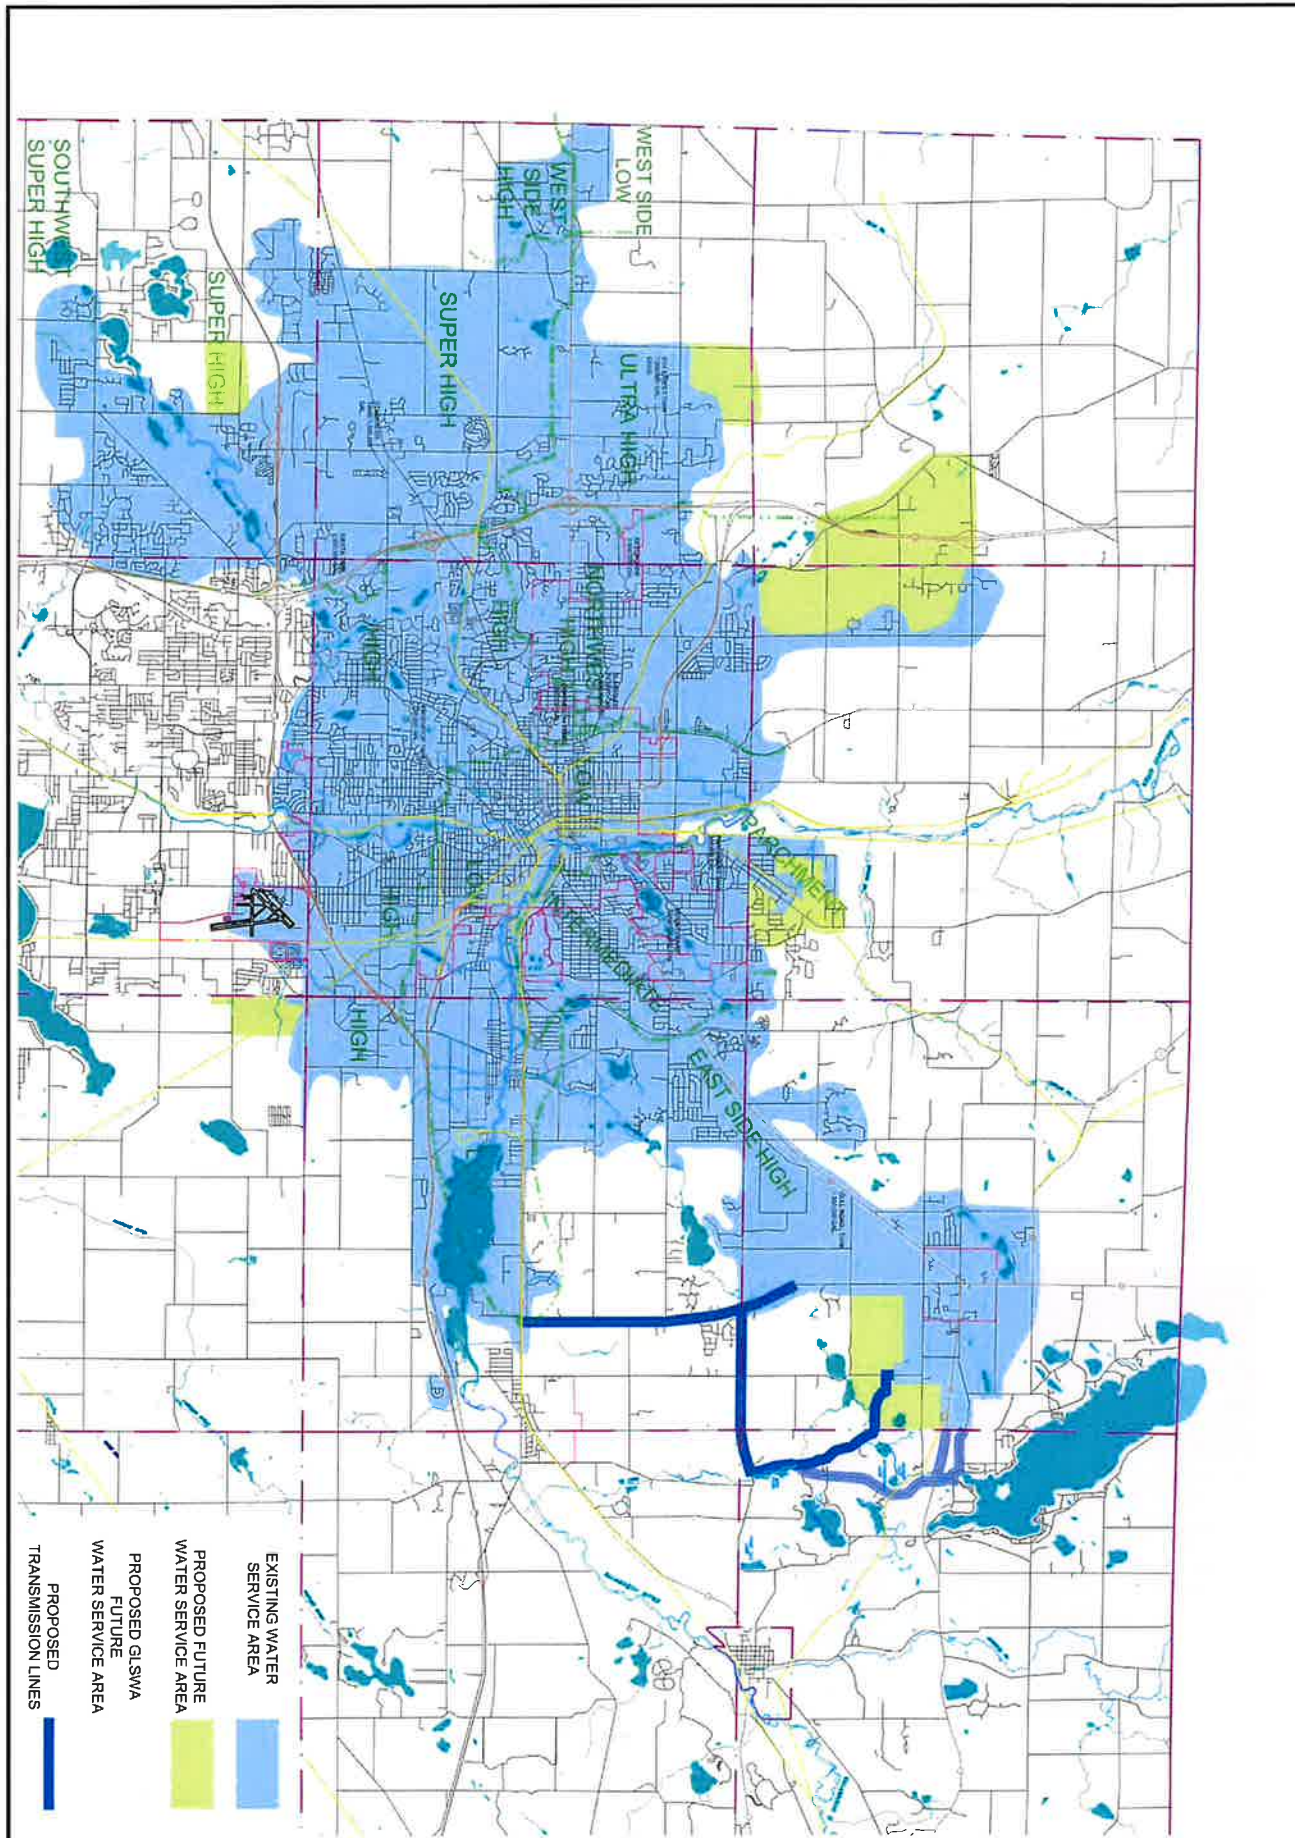 WEST SIDE
LOW
WEST
SIDE
HIGH
SOUTHWEST
SUPER HIGH
SUPER HIGH
SUPER HIGH
ULTRA HIGH
NORTHWEST
HIGH
HIGH
HIGH
LOW
LOW
HIGH
HIGH
PARCHMENT
INTERMEDIATE
EAST SIDE HIGH
EXISTING WATER
SERVICE AREA
PROPOSED FUTURE
WATER SERVICE AREA
PROPOSED GLSWA
FUTURE
WATER SERVICE AREA
PROPOSED
TRANSMISSION LINES